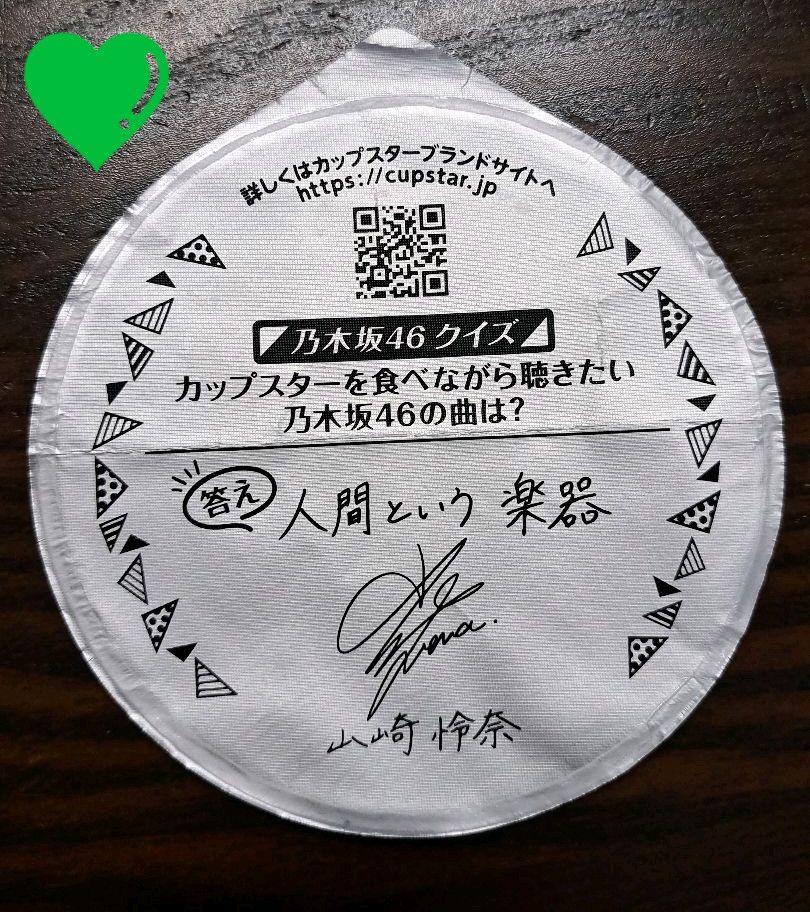 詳しくはカップスターブランドサイトへ
https://cupstar.jp
乃木坂46 クイズ
カップスターを食べながら聴きたい
乃木坂46の曲は?
答え 人間という楽器
Rena.
山崎 怜奈